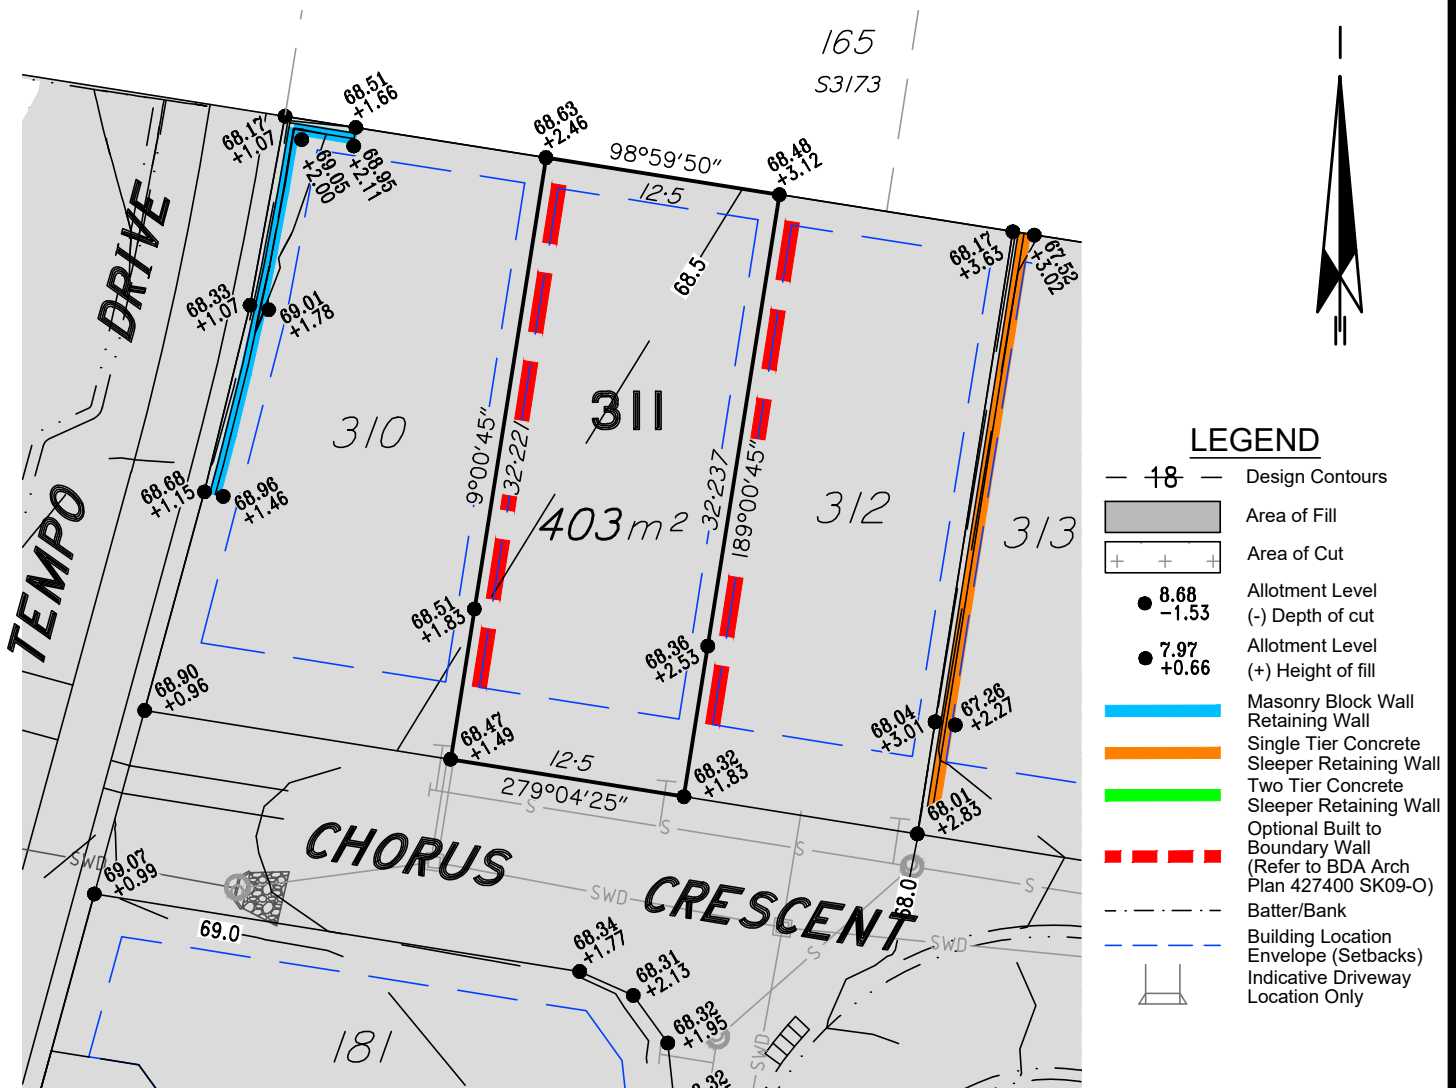 165
S3173
68.51
+1.66
68.17
+1.07
69.05
+2.00
68.95
+2.11
68.63
+2.46
98°59'50"
12·5
68.48
+3.12
68.5
68.17
+3.63
67.52
+3.02
68.33
+1.07
69.01
+1.78
DRIVE
TEMPO
310
311
9°00'45"
32·221
403m²
32·237
189°00'45"
312
313
68.68
+1.15
68.96
+1.46
68.51
+1.83
68.36
+2.53
68.90
+0.96
68.47
+1.49
12·5
279°04'25"
68.32
+1.83
68.04
+3.01
67.26
+2.27
68.01
+2.83
S
S
S
S
S
CHORUS
CRESCENT
SWD
SWD
SWD
SWD
69.07
+0.99
69.0
68.0
68.34
+1.77
68.31
+2.13
68.32
+1.95
181
LEGEND
18
Design Contours
Area of Fill
Area of Cut
8.68
-1.53
Allotment Level
(-) Depth of cut
7.97
+0.66
Allotment Level
(+) Height of fill
Masonry Block Wall
Retaining Wall
Single Tier Concrete
Sleeper Retaining Wall
Two Tier Concrete
Sleeper Retaining Wall
Optional Built to
Boundary Wall
(Refer to BDA Arch
Plan 427400 SK09-O)
Batter/Bank
Building Location
Envelope (Setbacks)
Indicative Driveway
Location Only